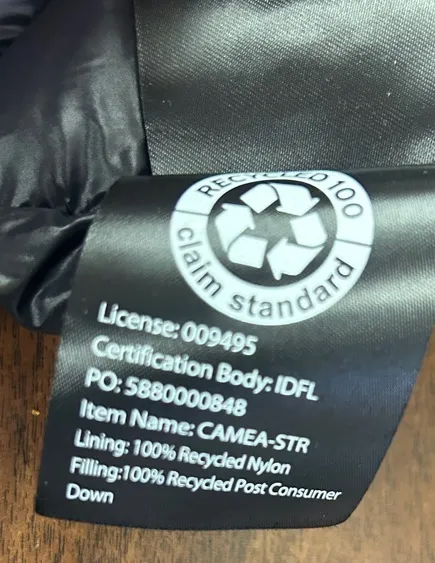 RECYCLED 100
claim standard
License: 009495
Certification Body: IDFL
PO: 5880000848
Item Name: CAMEA-STR
Lining: 100% Recycled Nylon
Filling:100% Recycled Post Consumer
Down